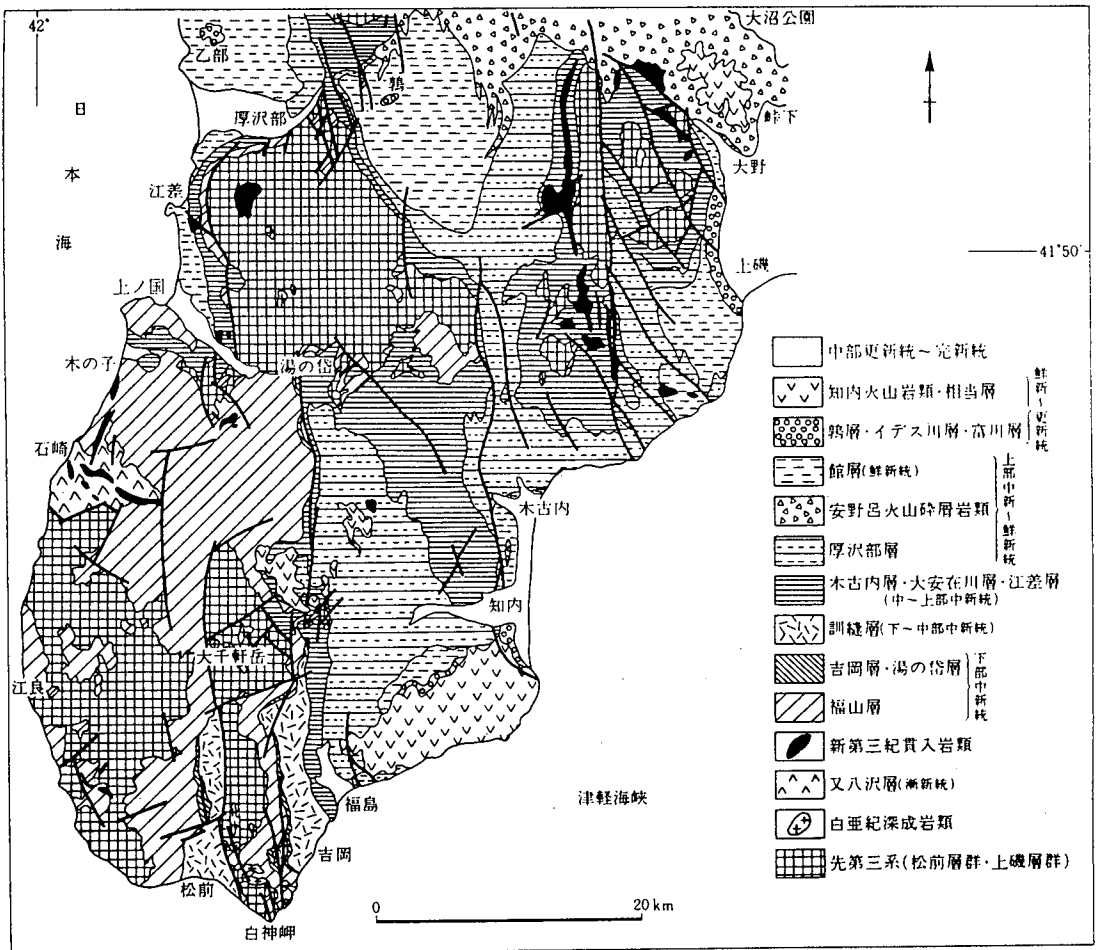 42°
大沼公園
乙部
鶉
日本海
厚沢部
峠下
大野
江差
41°50'
上磯
上ノ国
木の子
湯の岱
石崎
木古内
知内
大千軒岳
江良
福島
津軽海峡
吉岡
松前
白神岬
0 20 km
中部更新統~完新統
知内火山岩類・相当層
鶉層・イデス川層・富川層
鮮新~更新統
館層(鮮新統)
安野呂火山砕屑岩類
厚沢部層
上部中新~鮮新統
木古内層・大安在川層・江差層
(中~上部中新統)
訓縫層(下~中部中新統)
吉岡層・湯の岱層
福山層
下部中新統
新第三紀貫入岩類
又八沢層(漸新統)
白亜紀深成岩類
先第三系(松前層群・上磯層群)